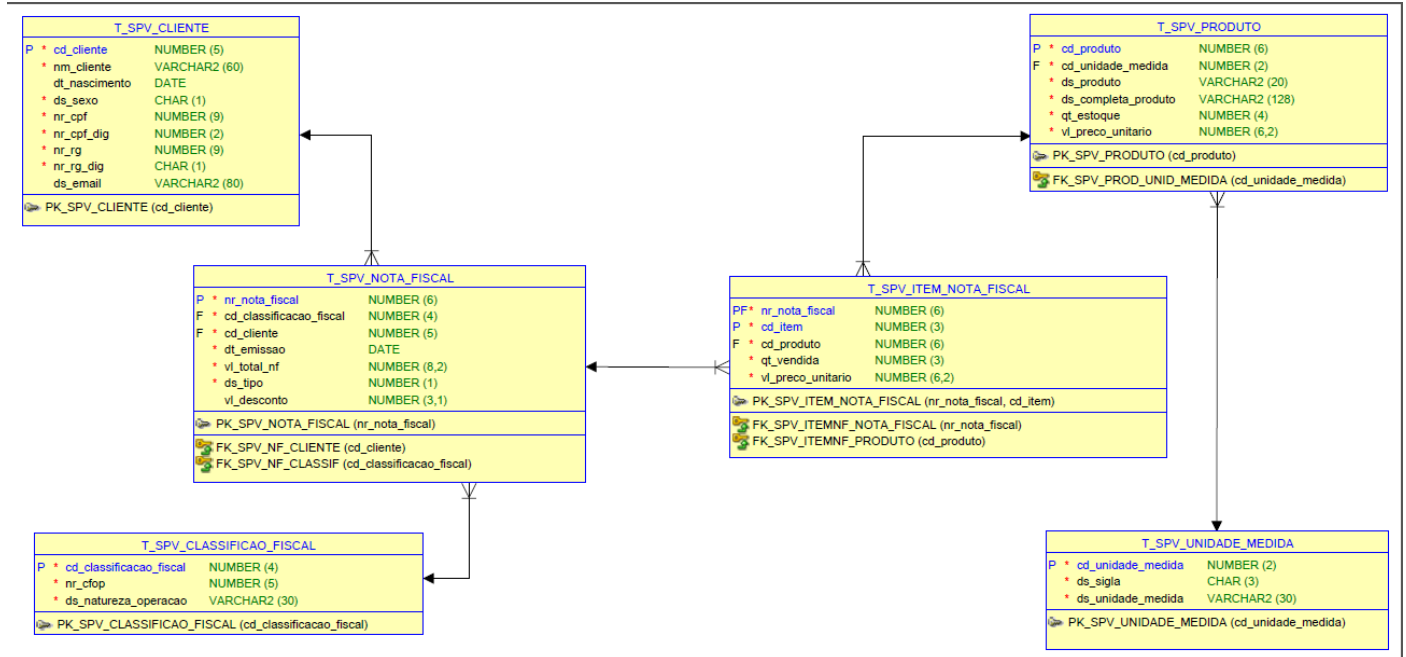 T_SPV_CLIENTE
P * cd_cliente NUMBER (5)
* nm_cliente VARCHAR2 (60)
dt_nascimento DATE
* ds_sexo CHAR (1)
* nr_cpf NUMBER (9)
* nr_cpf_dig NUMBER (2)
* nr_rg NUMBER (9)
* nr_rg_dig CHAR (1)
ds_email VARCHAR2 (80)
PK_SPV_CLIENTE (cd_cliente)
T_SPV_PRODUTO
P * cd_produto NUMBER (6)
F * cd_unidade_medida NUMBER (2)
* ds_produto VARCHAR2 (20)
* ds_completa_produto VARCHAR2 (128)
* qt_estoque NUMBER (4)
* vl_preco_unitario NUMBER (6,2)
PK_SPV_PRODUTO (cd_produto)
FK_SPV_PROD_UNID_MEDIDA (cd_unidade_medida)
T_SPV_NOTA_FISCAL
P * nr_nota_fiscal NUMBER (6)
F * cd_classificacao_fiscal NUMBER (4)
F * cd_cliente NUMBER (5)
* dt_emissao DATE
* vl_total_nf NUMBER (8,2)
* ds_tipo NUMBER (1)
vl_desconto NUMBER (3,1)
PK_SPV_NOTA_FISCAL (nr_nota_fiscal)
FK_SPV_NF_CLIENTE (cd_cliente)
FK_SPV_NF_CLASSIF (cd_classificacao_fiscal)
T_SPV_ITEM_NOTA_FISCAL
PF* nr_nota_fiscal NUMBER (6)
P * cd_item NUMBER (3)
F * cd_produto NUMBER (6)
* qt_vendida NUMBER (3)
* vl_preco_unitario NUMBER (6,2)
PK_SPV_ITEM_NOTA_FISCAL (nr_nota_fiscal, cd_item)
FK_SPV_ITEMNF_NOTA_FISCAL (nr_nota_fiscal)
FK_SPV_ITEMNF_PRODUTO (cd_produto)
T_SPV_CLASSIFICAO_FISCAL
P * cd_classificacao_fiscal NUMBER (4)
* nr_cfop NUMBER (5)
* ds_natureza_operacao VARCHAR2 (30)
PK_SPV_CLASSIFICAO_FISCAL (cd_classificacao_fiscal)
T_SPV_UNIDADE_MEDIDA
P * cd_unidade_medida NUMBER (2)
* ds_sigla CHAR (3)
* ds_unidade_medida VARCHAR2 (30)
PK_SPV_UNIDADE_MEDIDA (cd_unidade_medida)